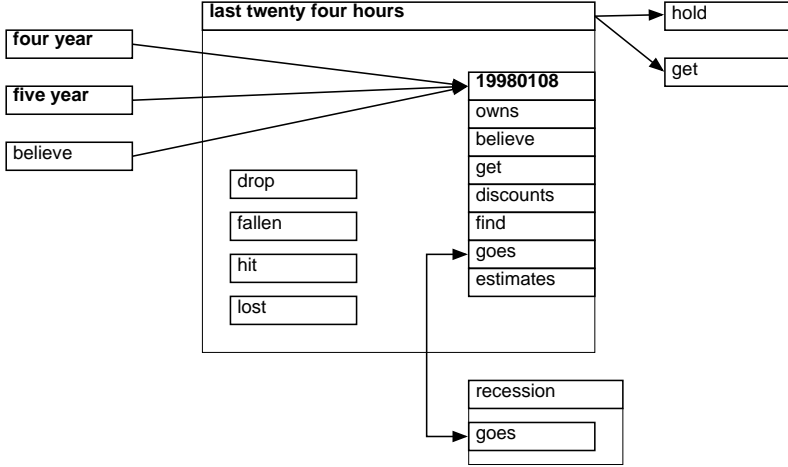 last twenty four hours
hold
four year
get
five year
19980108
owns
believe
believe
get
drop
discounts
fallen
find
goes
hit
estimates
lost
recession
goes